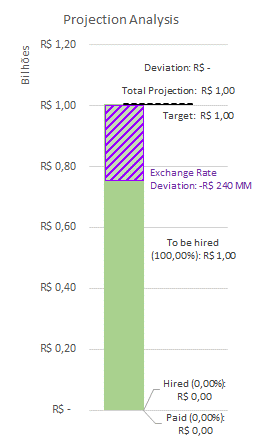 Projection Analysis
Bilhões
R$ 1,20
R$ 1,00
R$ 0,80
R$ 0,60
R$ 0,40
R$ 0,20
R$ -
Deviation: R$ -
Total Projection: R$ 1,00
Target: R$ 1,00
Exchange Rate
Deviation: -R$ 240 MM
To be hired
(100,00%): R$ 1,00
Hired (0,00%):
R$ 0,00
Paid (0,00%):
R$ 0,00